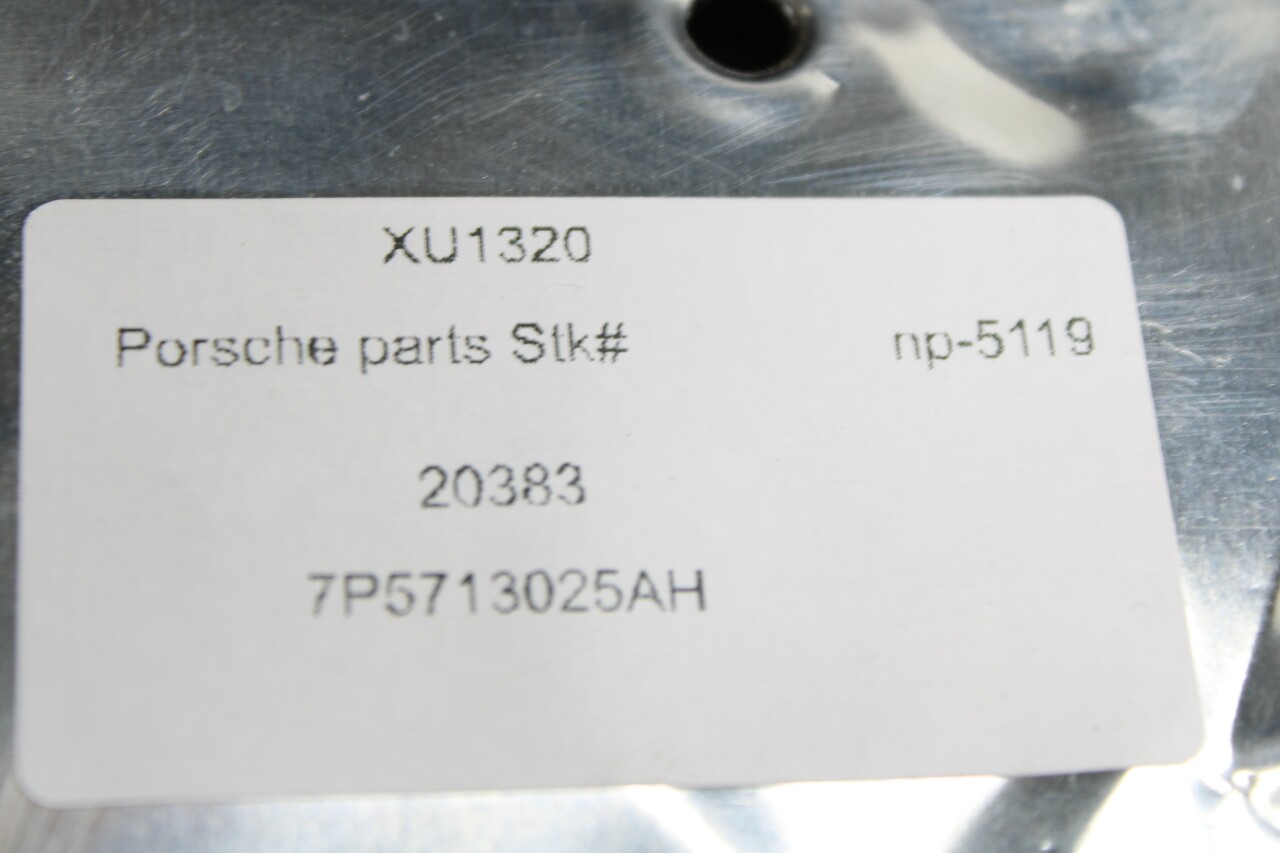 XU1320
Porsche parts Stk# np-5119
20383
7P5713025AH